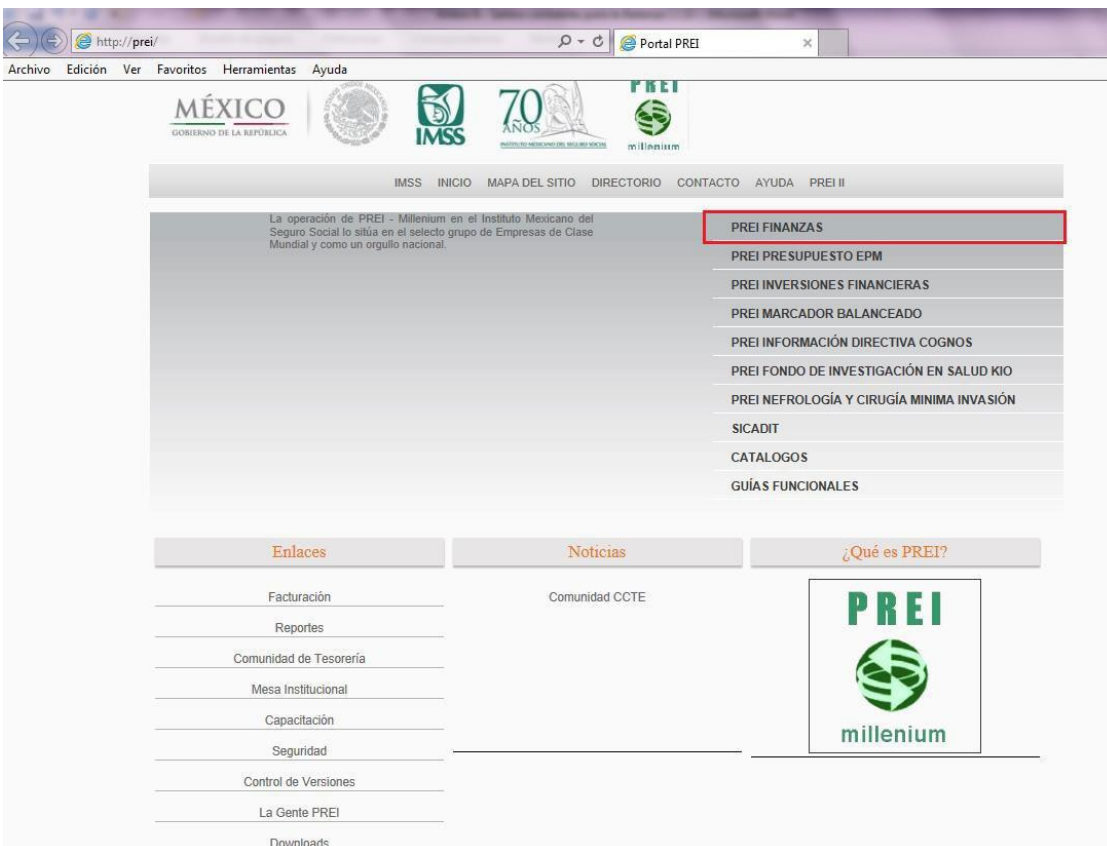 http://prei/
Portal PREI
Archivo Edición Ver Favoritos Herramientas Ayuda
MÉXICO
GOBIERNO DE LA REPÚBLICA
IMSS
70
AÑOS
INSTITUTO MEXICANO DEL SEGURO SOCIAL
PREI
millenium
IMSS INICIO MAPA DEL SITIO DIRECTORIO CONTACTO AYUDA PREI II
La operación de PREI - Millenium en el Instituto Mexicano del
Seguro Social lo sitúa en el selecto grupo de Empresas de Clase
Mundial y como un orgullo nacional.
PREI FINANZAS
PREI PRESUPUESTO EPM
PREI INVERSIONES FINANCIERAS
PREI MARCADOR BALANCEADO
PREI INFORMACIÓN DIRECTIVA COGNOS
PREI FONDO DE INVESTIGACIÓN EN SALUD KIO
PREI NEFROLOGÍA Y CIRUGÍA MINIMA INVASIÓN
SICADIT
CATALOGOS
GUÍAS FUNCIONALES
Enlaces
Facturación
Reportes
Comunidad de Tesorería
Mesa Institucional
Capacitación
Seguridad
Control de Versiones
La Gente PREI
Downloads
Noticias
Comunidad CCTE
¿Qué es PREI?
PREI
millenium